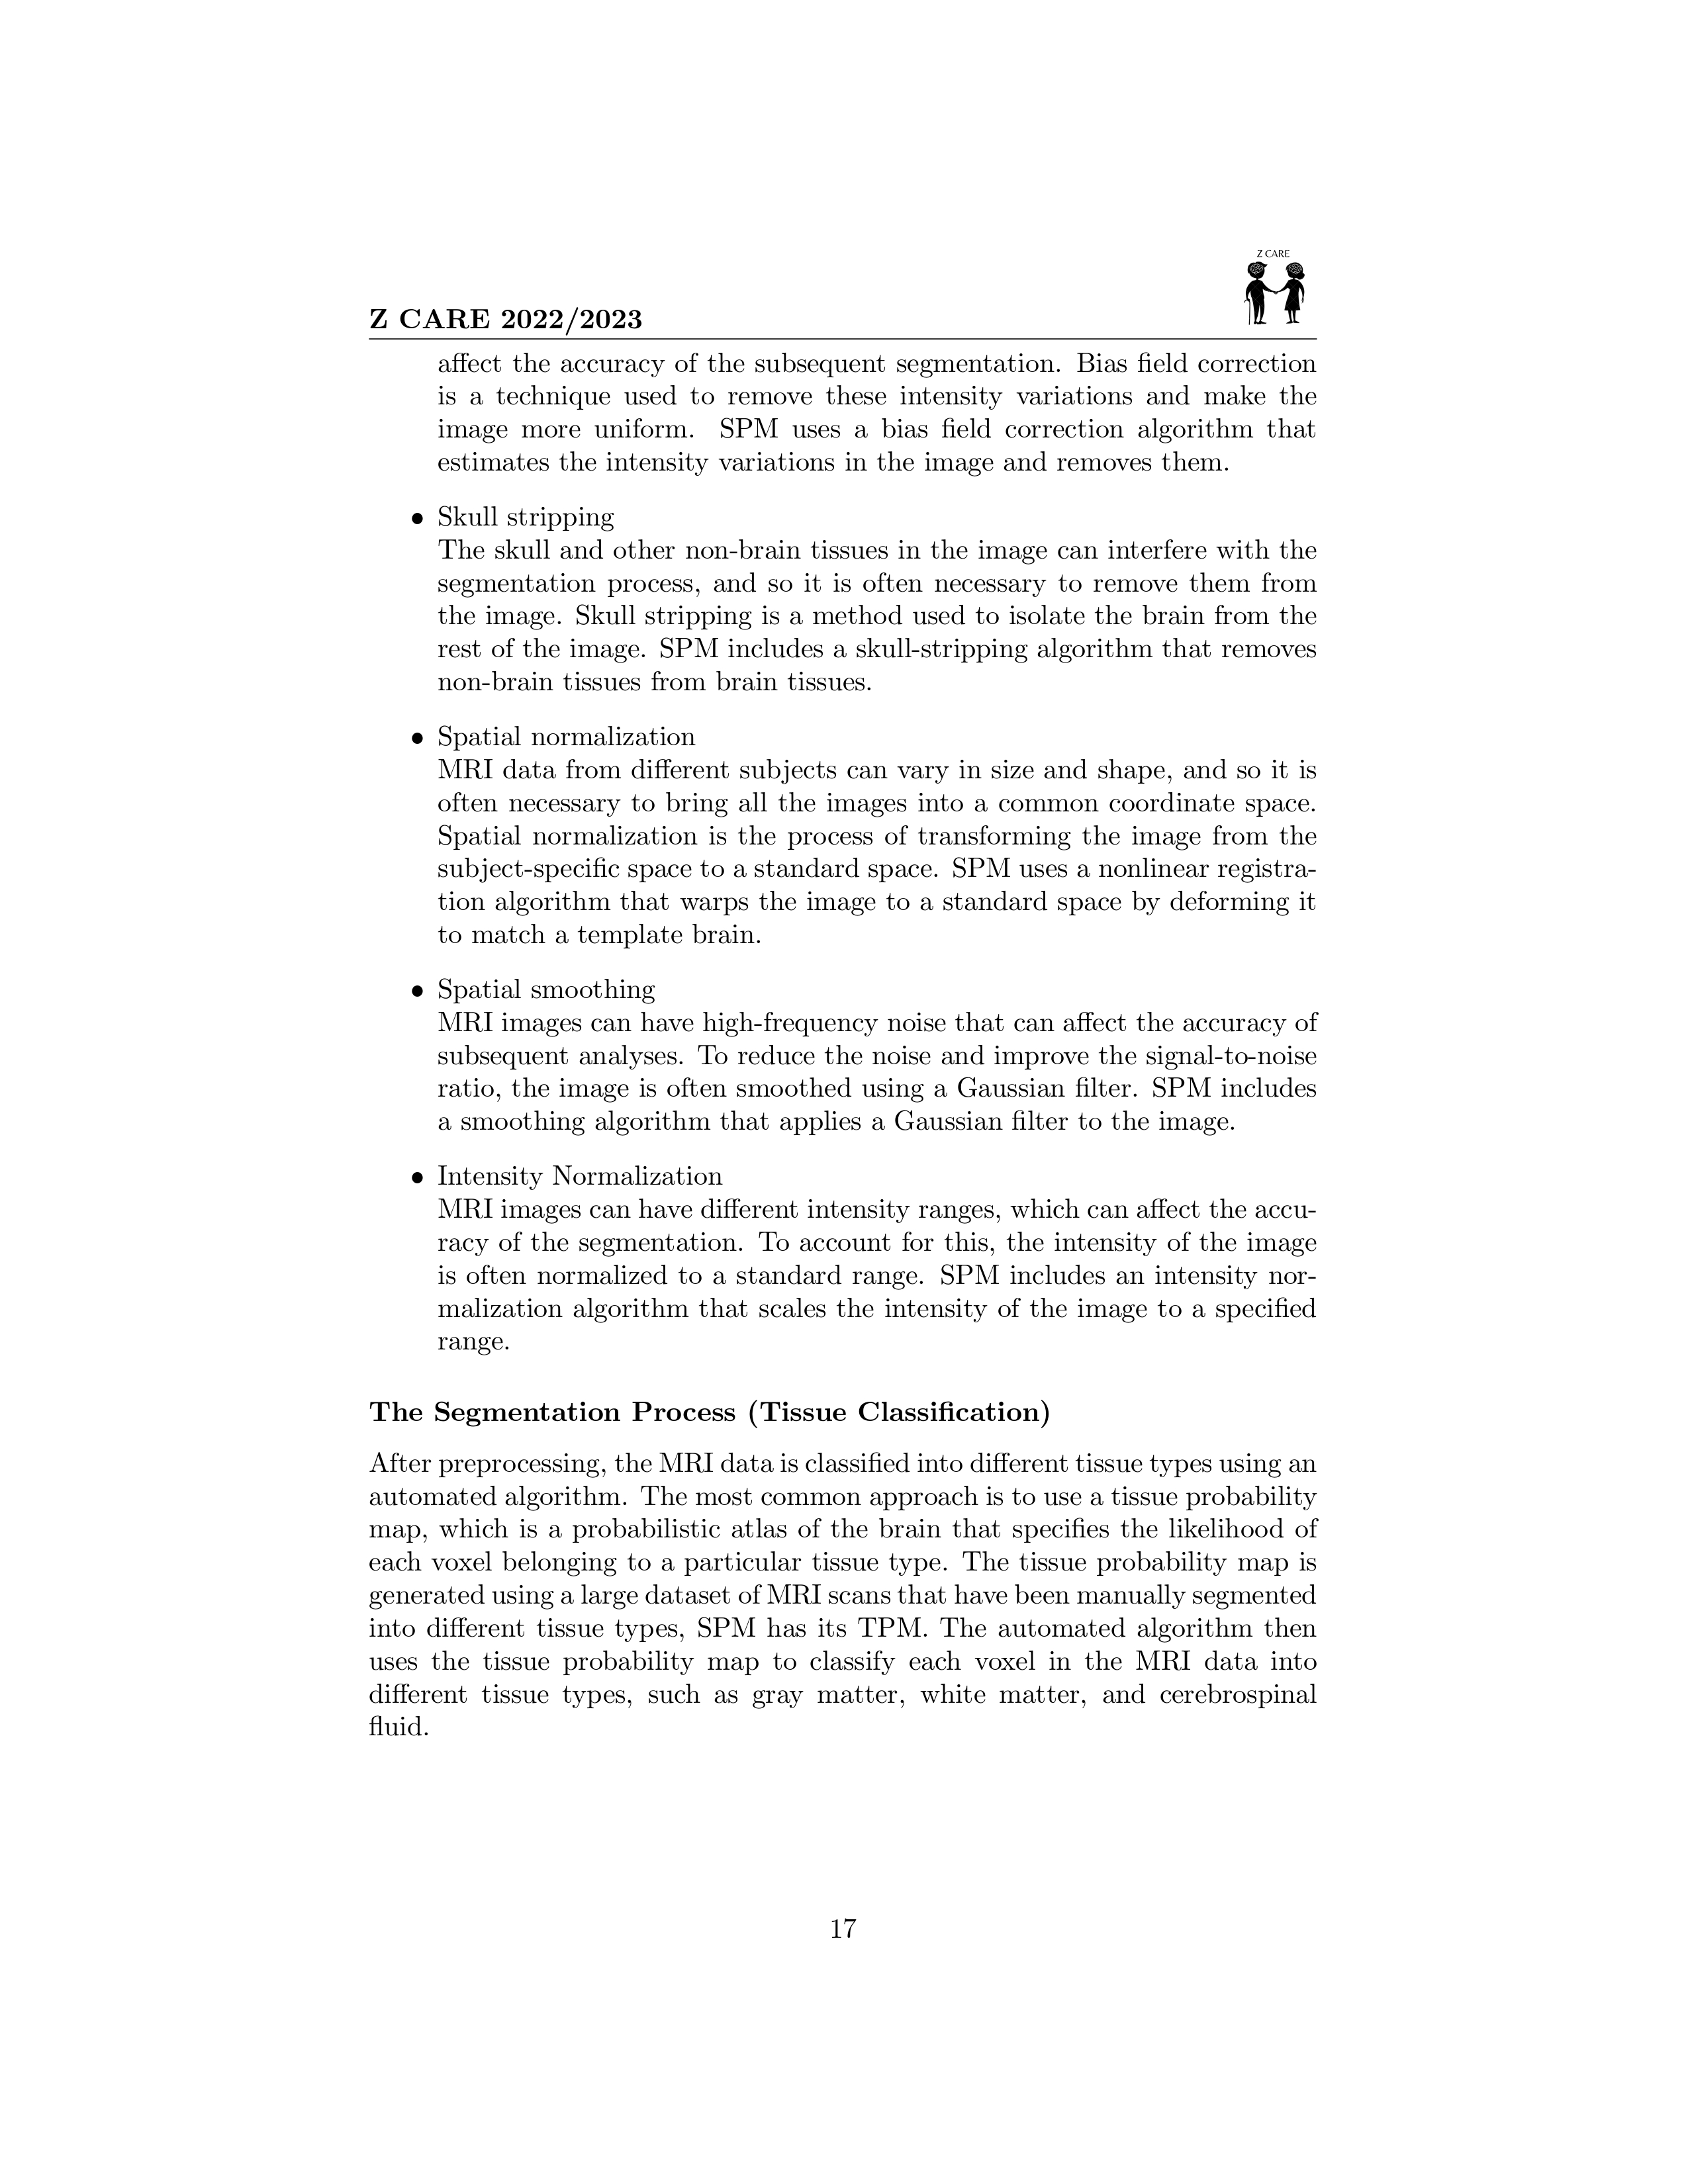 Z CARE
Z CARE 2022/2023
affect the accuracy of the subsequent segmentation. Bias field correction
is a technique used to remove these intensity variations and make the
image more uniform. SPM uses a bias field correction algorithm that
estimates the intensity variations in the image and removes them.
• Skull stripping
The skull and other non-brain tissues in the image can interfere with the
segmentation process, and so it is often necessary to remove them from
the image. Skull stripping is a method used to isolate the brain from the
rest of the image. SPM includes a skull-stripping algorithm that removes
non-brain tissues from brain tissues.
• Spatial normalization
MRI data from different subjects can vary in size and shape, and so it is
often necessary to bring all the images into a common coordinate space.
Spatial normalization is the process of transforming the image from the
subject-specific space to a standard space. SPM uses a nonlinear registra-
tion algorithm that warps the image to a standard space by deforming it
to match a template brain.
• Spatial smoothing
MRI images can have high-frequency noise that can affect the accuracy of
subsequent analyses. To reduce the noise and improve the signal-to-noise
ratio, the image is often smoothed using a Gaussian filter. SPM includes
a smoothing algorithm that applies a Gaussian filter to the image.
• Intensity Normalization
MRI images can have different intensity ranges, which can affect the accu-
racy of the segmentation. To account for this, the intensity of the image
is often normalized to a standard range. SPM includes an intensity nor-
malization algorithm that scales the intensity of the image to a specified
range.
The Segmentation Process (Tissue Classification)
After preprocessing, the MRI data is classified into different tissue types using an
automated algorithm. The most common approach is to use a tissue probability
map, which is a probabilistic atlas of the brain that specifies the likelihood of
each voxel belonging to a particular tissue type. The tissue probability map is
generated using a large dataset of MRI scans that have been manually segmented
into different tissue types, SPM has its TPM. The automated algorithm then
uses the tissue probability map to classify each voxel in the MRI data into
different tissue types, such as gray matter, white matter, and cerebrospinal
fluid.
17